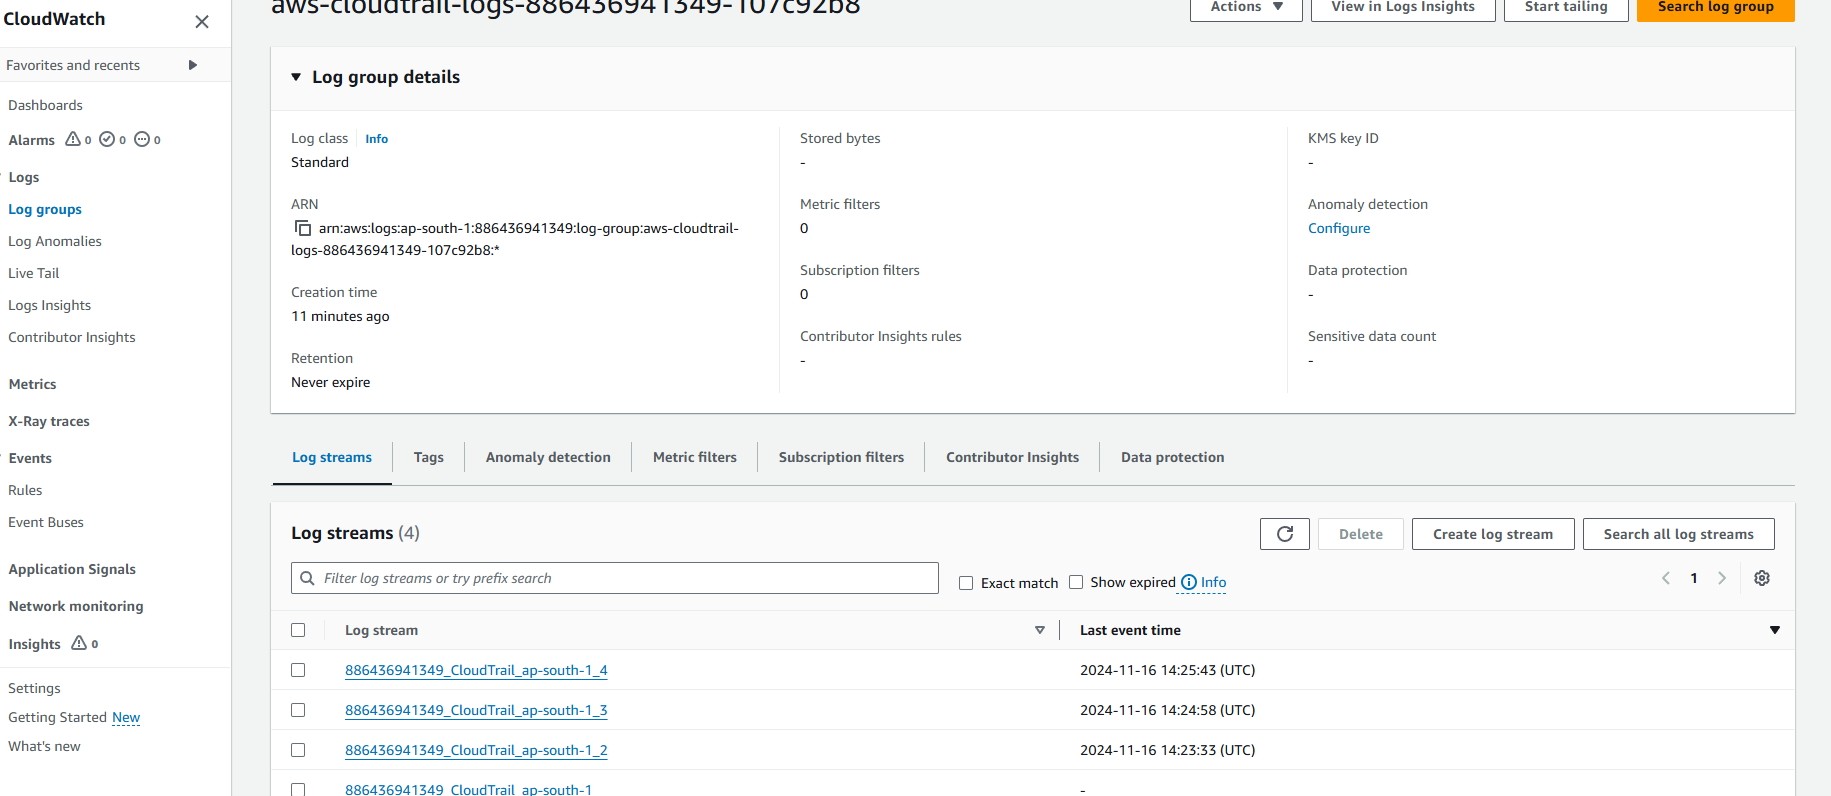 CloudWatch
Favorites and recents
Dashboards
Alarms 0 0 0
Logs
Log groups
Log Anomalies
Live Tail
Logs Insights
Contributor Insights
Metrics
X-Ray traces
Events
Rules
Event Buses
Application Signals
Network monitoring
Insights 0
Settings
Getting Started New
What's new
aws-cloudtrail-logs-886436941349-107c92b8
Actions View in Logs Insights Start tailing Search log group
Log group details
Log class Info
Standard
ARN
arn:aws:logs:ap-south-1:886436941349:log-group:aws-cloudtrail-
logs-886436941349-107c92b8:*
Creation time
11 minutes ago
Retention
Never expire
Stored bytes
-
Metric filters
0
Subscription filters
0
Contributor Insights rules
-
KMS key ID
-
Anomaly detection
Configure
Data protection
-
Sensitive data count
-
Log streams Tags Anomaly detection Metric filters Subscription filters Contributor Insights Data protection
Log streams (4)
Delete Create log stream Search all log streams
Filter log streams or try prefix search Exact match Show expired Info 1
Log stream Last event time
886436941349_CloudTrail_ap-south-1_4 2024-11-16 14:25:43 (UTC)
886436941349_CloudTrail_ap-south-1_3 2024-11-16 14:24:58 (UTC)
886436941349_CloudTrail_ap-south-1_2 2024-11-16 14:23:33 (UTC)
886436941349_CloudTrail_ap-south-1 -